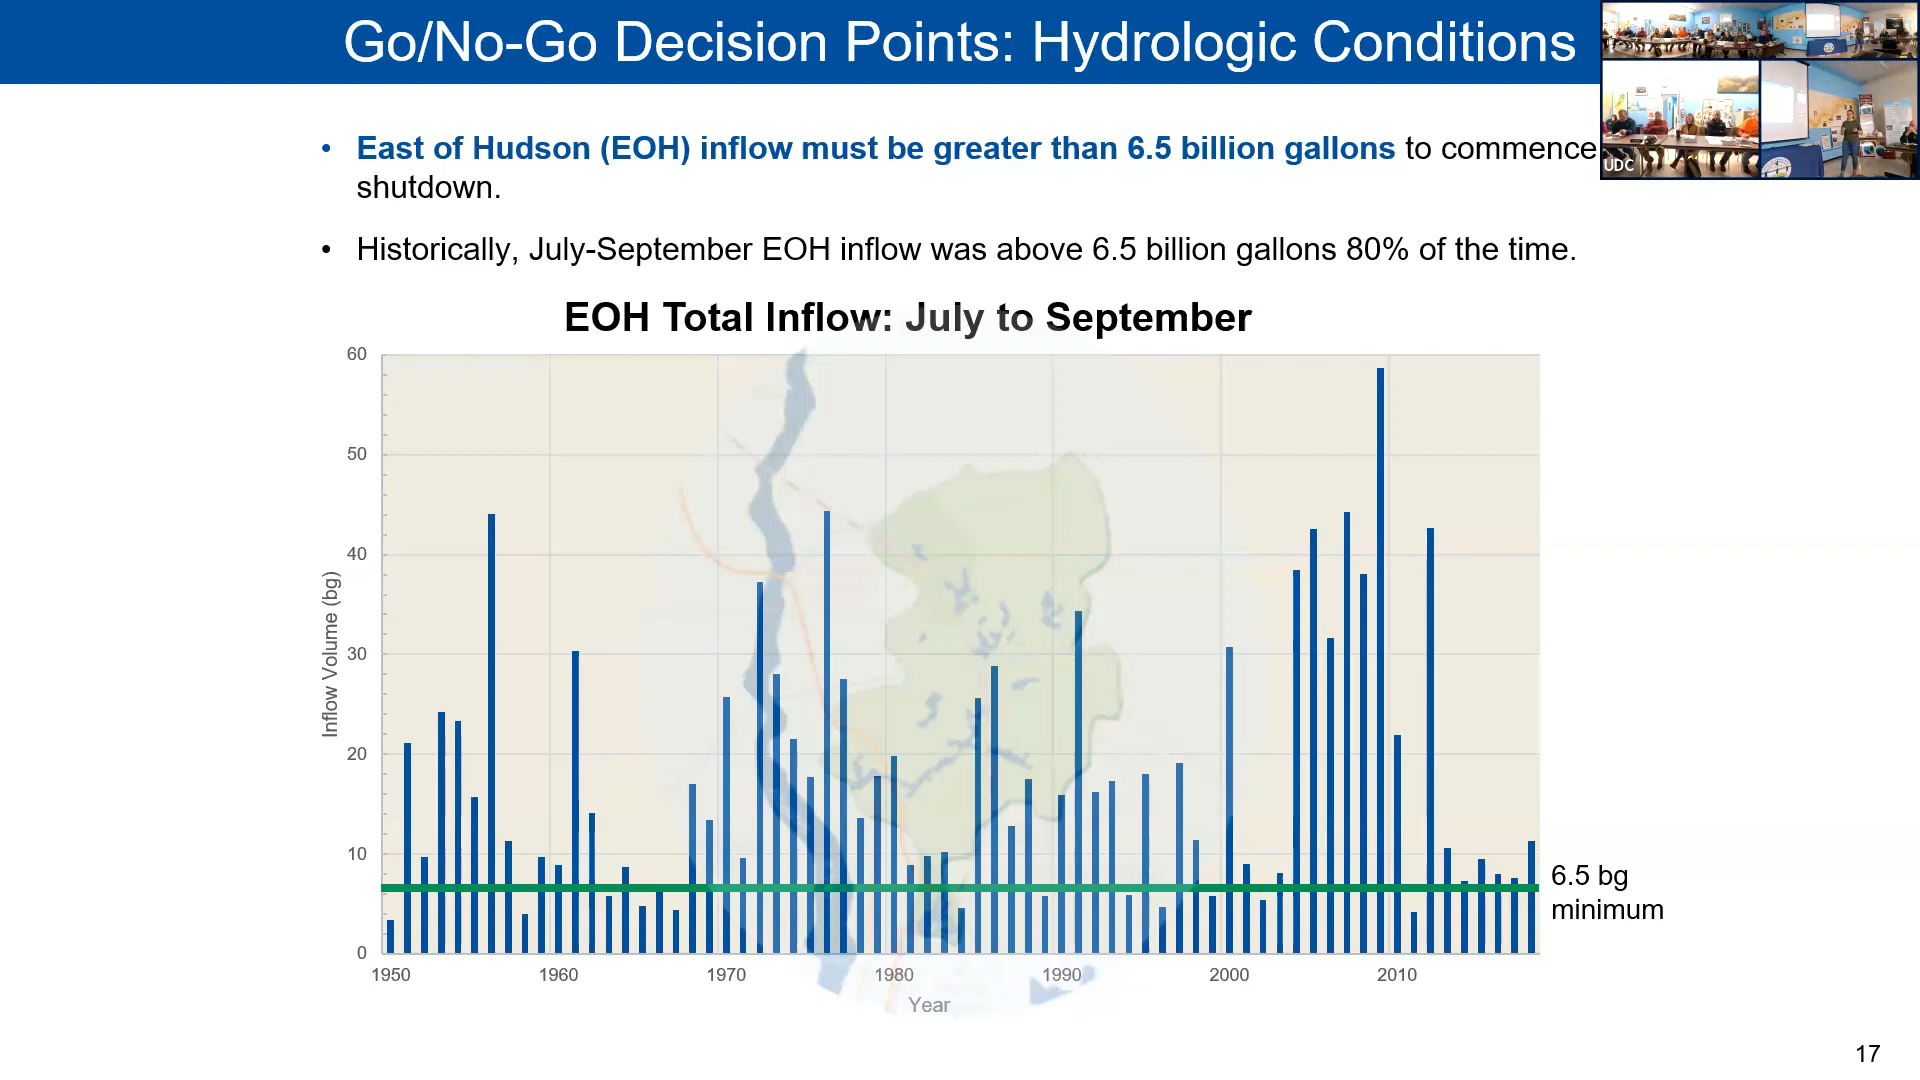 Go/No-Go Decision Points: Hydrologic Conditions
UDC
• East of Hudson (EOH) inflow must be greater than 6.5 billion gallons to commence
shutdown.
• Historically, July-September EOH inflow was above 6.5 billion gallons 80% of the time.
EOH Total Inflow: July to September
60
50
40
30
20
10
0
Inflow Volume (bg)
6.5 bg
minimum
1950 1960 1970 1980 1990 2000 2010
Year
17